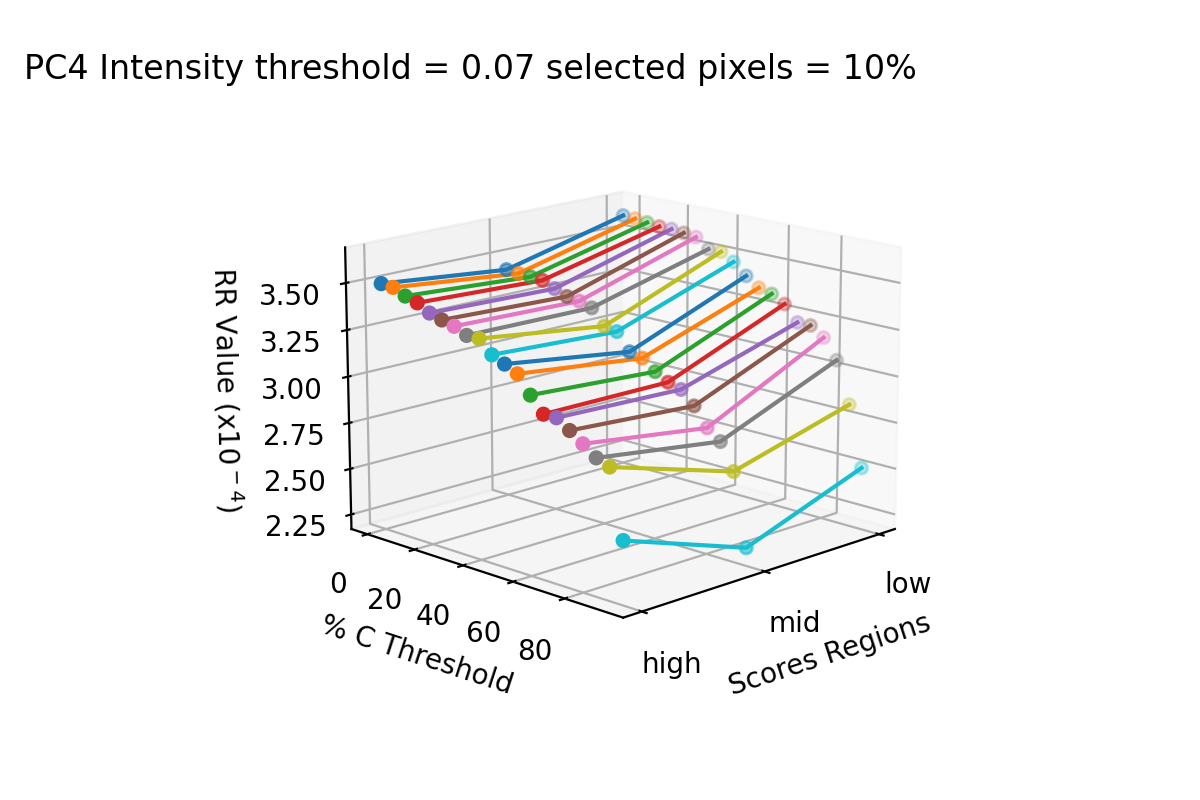 PC4 Intensity threshold = 0.07 selected pixels = 10%
RR Value (x10⁻⁴)
3.50
3.25
3.00
2.75
2.50
2.25
0
20
40
60
80
% C Threshold
high
mid
low
Scores Regions